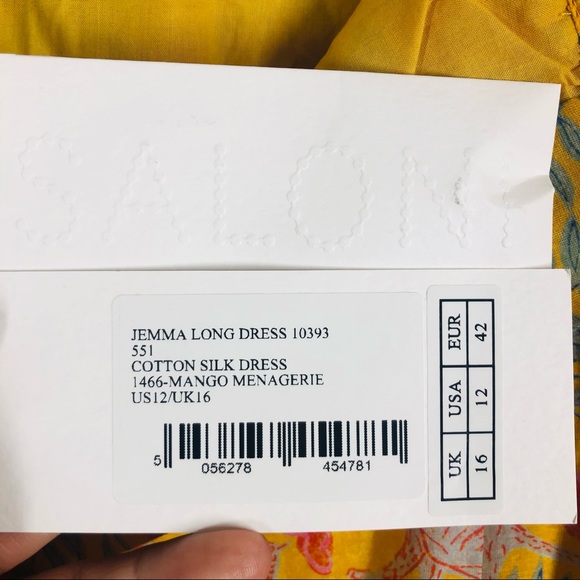 SALONI
JEMMA LONG DRESS 10393
551
COTTON SILK DRESS
1466-MANGO MENAGERIE
US12/UK16
5 056278 454781
EUR 42
USA 12
UK 16